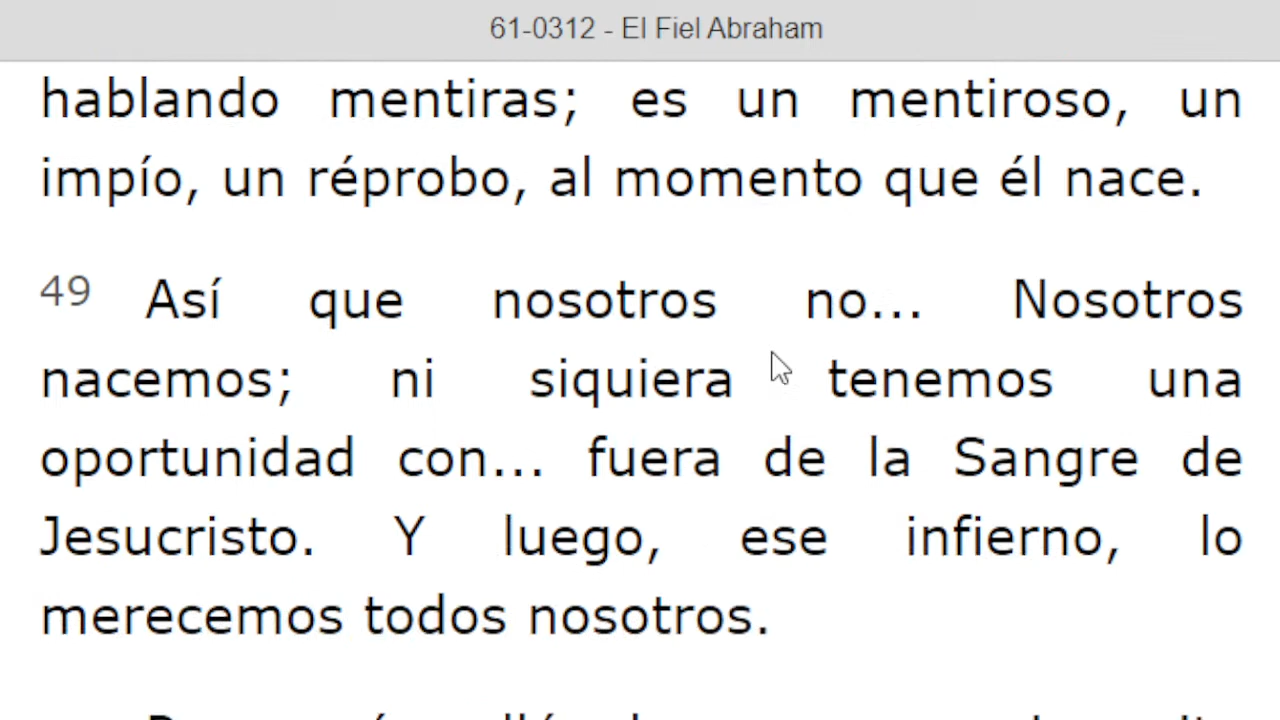 61-0312 - El Fiel Abraham
hablando mentiras; es un mentiroso, un
impío, un réprobo, al momento que él nace.
49 Así que nosotros no... Nosotros
nacemos; ni siquiera tenemos una
oportunidad con... fuera de la Sangre de
Jesucristo. Y luego, ese infierno, lo
merecemos todos nosotros.